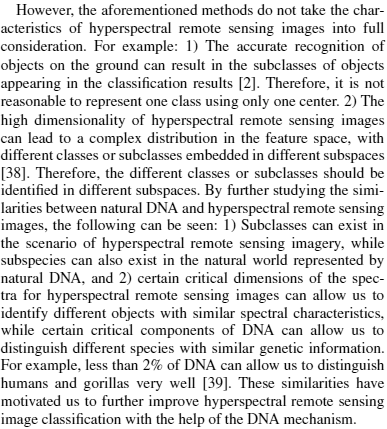 However, the aforementioned methods do not take the char-
acteristics of hyperspectral remote sensing images into full
consideration. For example: 1) The accurate recognition of
objects on the ground can result in the subclasses of objects
appearing in the classification results [2]. Therefore, it is not
reasonable to represent one class using only one center. 2) The
high dimensionality of hyperspectral remote sensing images
can lead to a complex distribution in the feature space, with
different classes or subclasses embedded in different subspaces
[38]. Therefore, the different classes or subclasses should be
identified in different subspaces. By further studying the simi-
larities between natural DNA and hyperspectral remote sensing
images, the following can be seen: 1) Subclasses can exist in
the scenario of hyperspectral remote sensing imagery, while
subspecies can also exist in the natural world represented by
natural DNA, and 2) certain critical dimensions of the spec-
tra for hyperspectral remote sensing images can allow us to
identify different objects with similar spectral characteristics,
while certain critical components of DNA can allow us to
distinguish different species with similar genetic information.
For example, less than 2% of DNA can allow us to distinguish
humans and gorillas very well [39]. These similarities have
motivated us to further improve hyperspectral remote sensing
image classification with the help of the DNA mechanism.